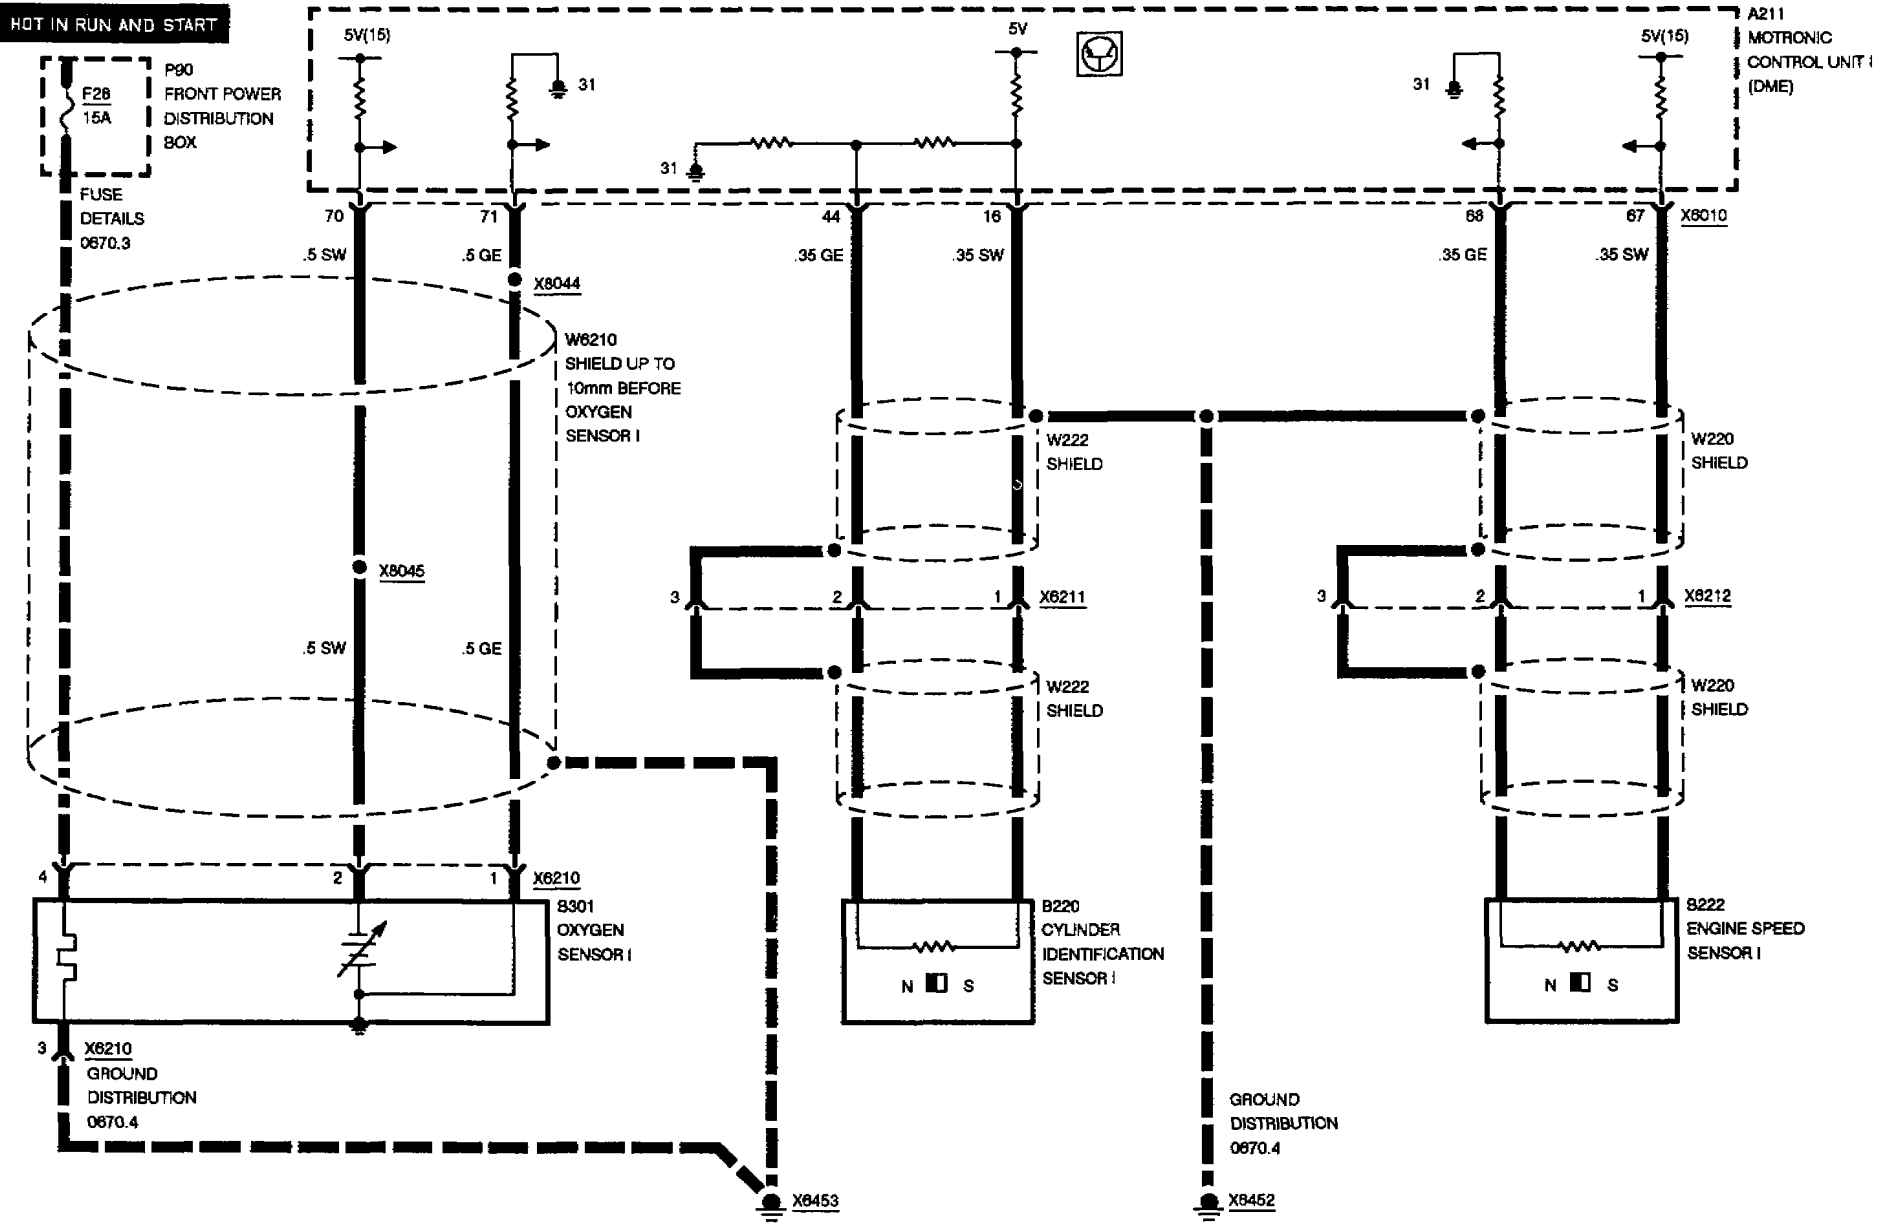 HOT IN RUN AND START
F28
15A
P90
FRONT POWER
DISTRIBUTION
BOX
FUSE
DETAILS
0670.3
5V(15)
31
5V
31
31
5V(15)
A211
MOTRONIC
CONTROL UNIT I
(DME)
70
71
44
16
68
67
X6010
.5 SW
.5 GE
.35 GE
.35 SW
.35 GE
.35 SW
X8044
W6210
SHIELD UP TO
10mm BEFORE
OXYGEN
SENSOR I
W222
SHIELD
W220
SHIELD
X8045
3
2
1
X6211
3
2
1
X6212
.5 SW
.5 GE
W222
SHIELD
W220
SHIELD
4
2
1
X6210
B301
OXYGEN
SENSOR I
B220
CYLINDER
IDENTIFICATION
SENSOR I
N
S
B222
ENGINE SPEED
SENSOR I
N
S
3
X6210
GROUND
DISTRIBUTION
0670.4
GROUND
DISTRIBUTION
0670.4
X6453
X6452